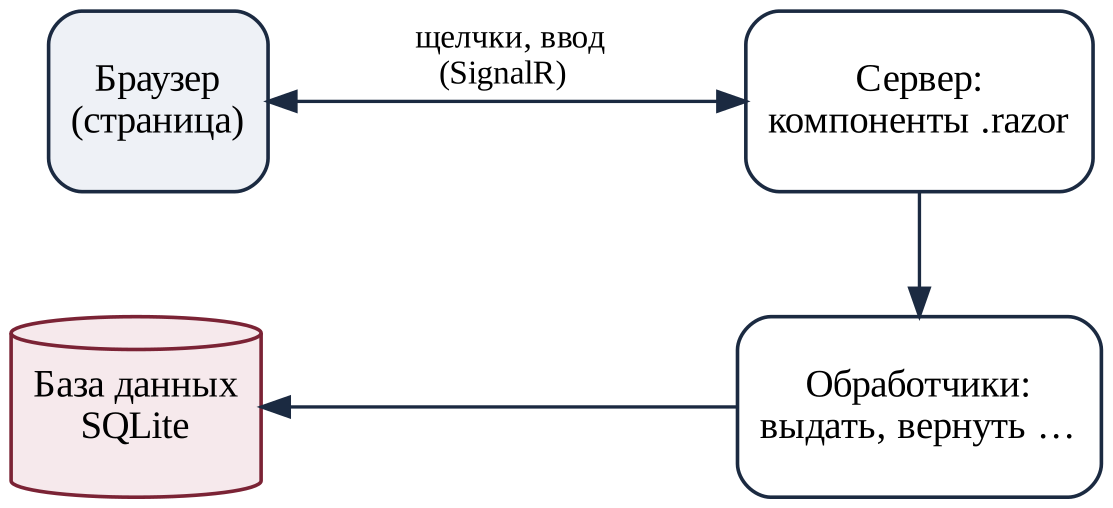 Браузер
(страница)
щелчки, ввод
(SignalR)
Сервер:
компоненты .razor
База данных
SQLite
Обработчики:
выдать, вернуть …